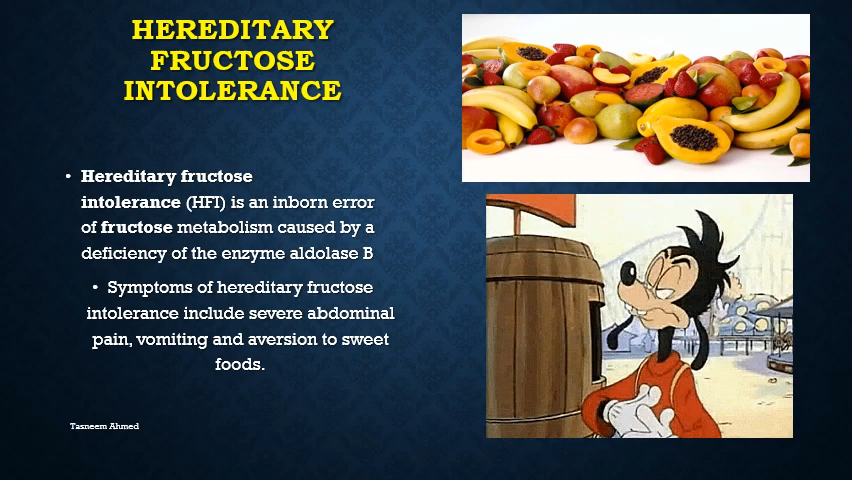 HEREDITARY
FRUCTOSE
INTOLERANCE
• Hereditary fructose
intolerance (HFI) is an inborn error
of fructose metabolism caused by a
deficiency of the enzyme aldolase B
• Symptoms of hereditary fructose
intolerance include severe abdominal
pain, vomiting and aversion to sweet
foods.
Tasneem Ahmed